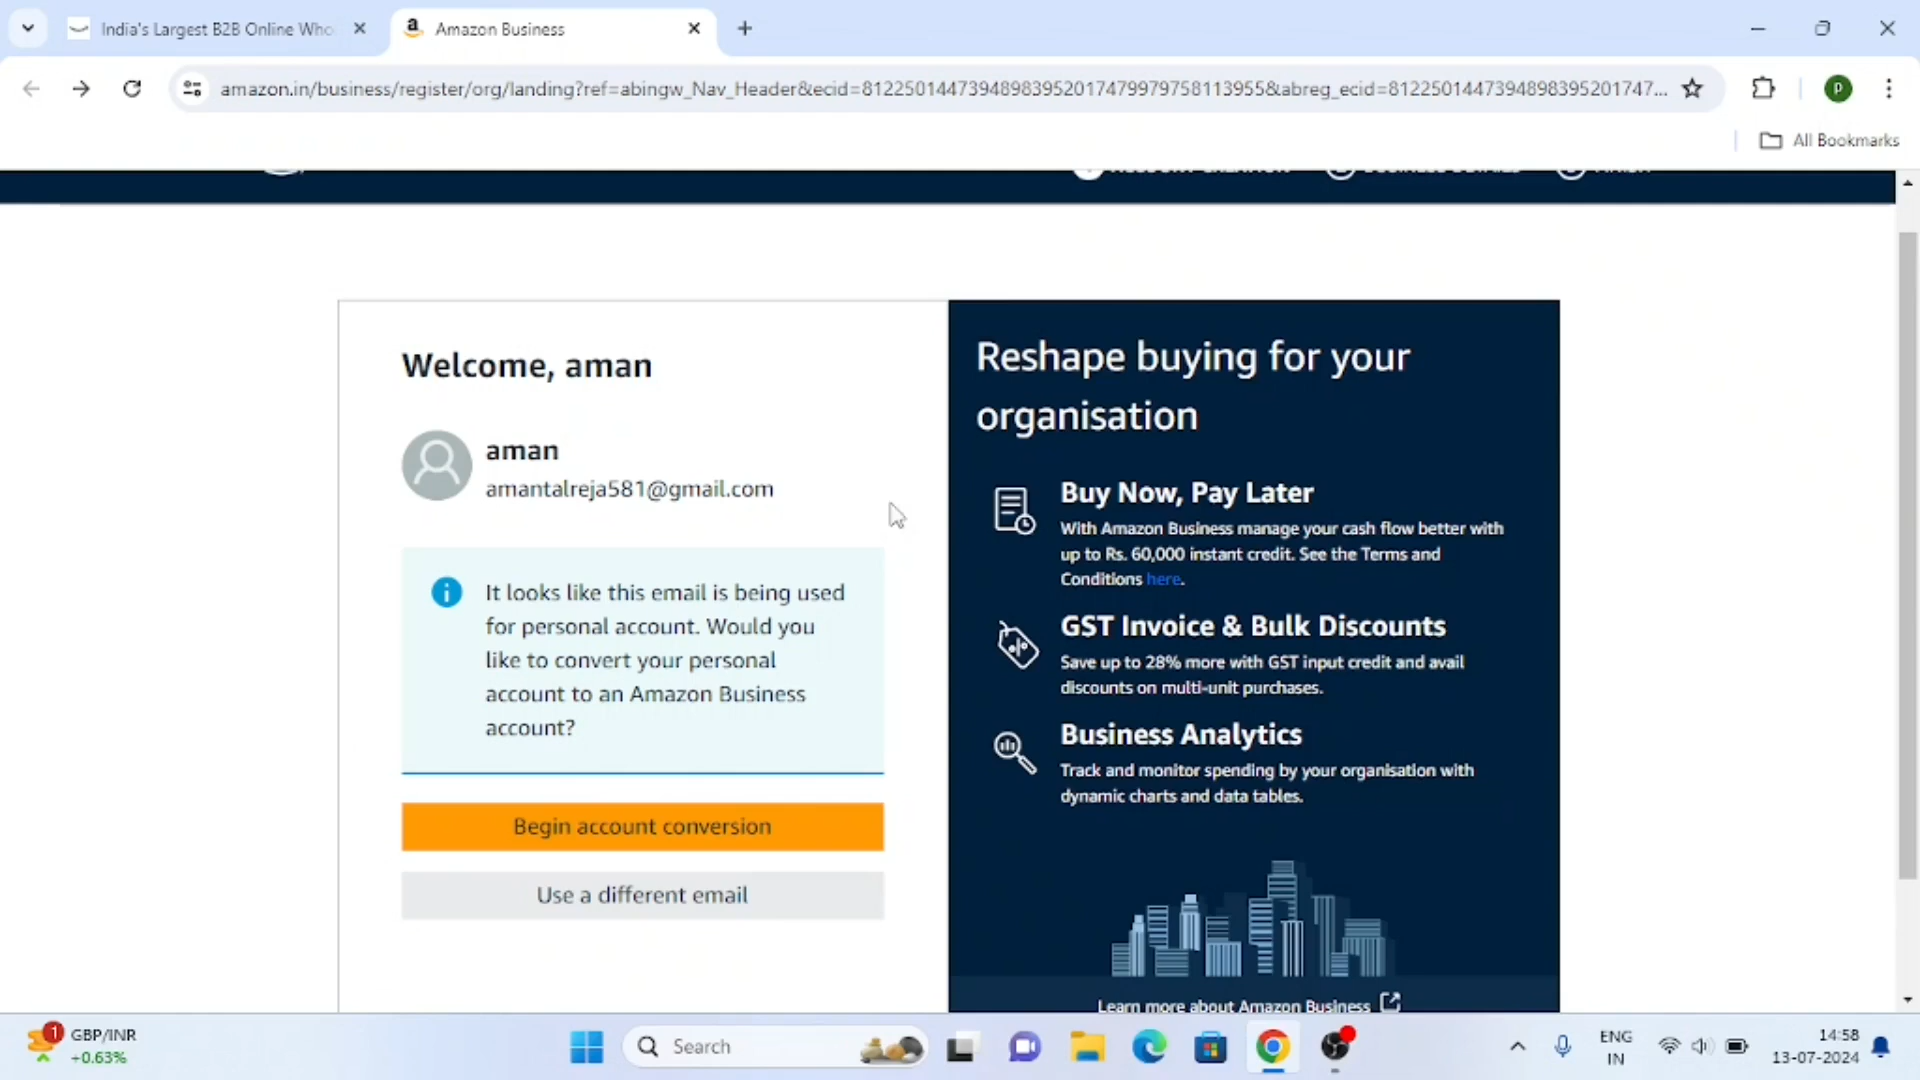 India's Largest B2B Online Who
Amazon Business
amazon.in/business/register/org/landing?ref=abingw_Nav_Header&ecid=81225014473948983952017479979758113955&abreg_ecid=8122501447394898395201747...
P
All Bookmarks
Welcome, aman
aman
amantalreja581@gmail.com
It looks like this email is being used
for personal account. Would you
like to convert your personal
account to an Amazon Business
account?
Begin account conversion
Use a different email
Reshape buying for your
organisation
Buy Now, Pay Later
With Amazon Business manage your cash flow better with
up to Rs. 60,000 instant credit. See the Terms and
Conditions here.
GST Invoice & Bulk Discounts
Save up to 28% more with GST input credit and avail
discounts on multi-unit purchases.
Business Analytics
Track and monitor spending by your organisation with
dynamic charts and data tables.
Learn more about Amazon Business
1
GBP/INR
+0.63%
Search
ENG
IN
14:58
13-07-2024